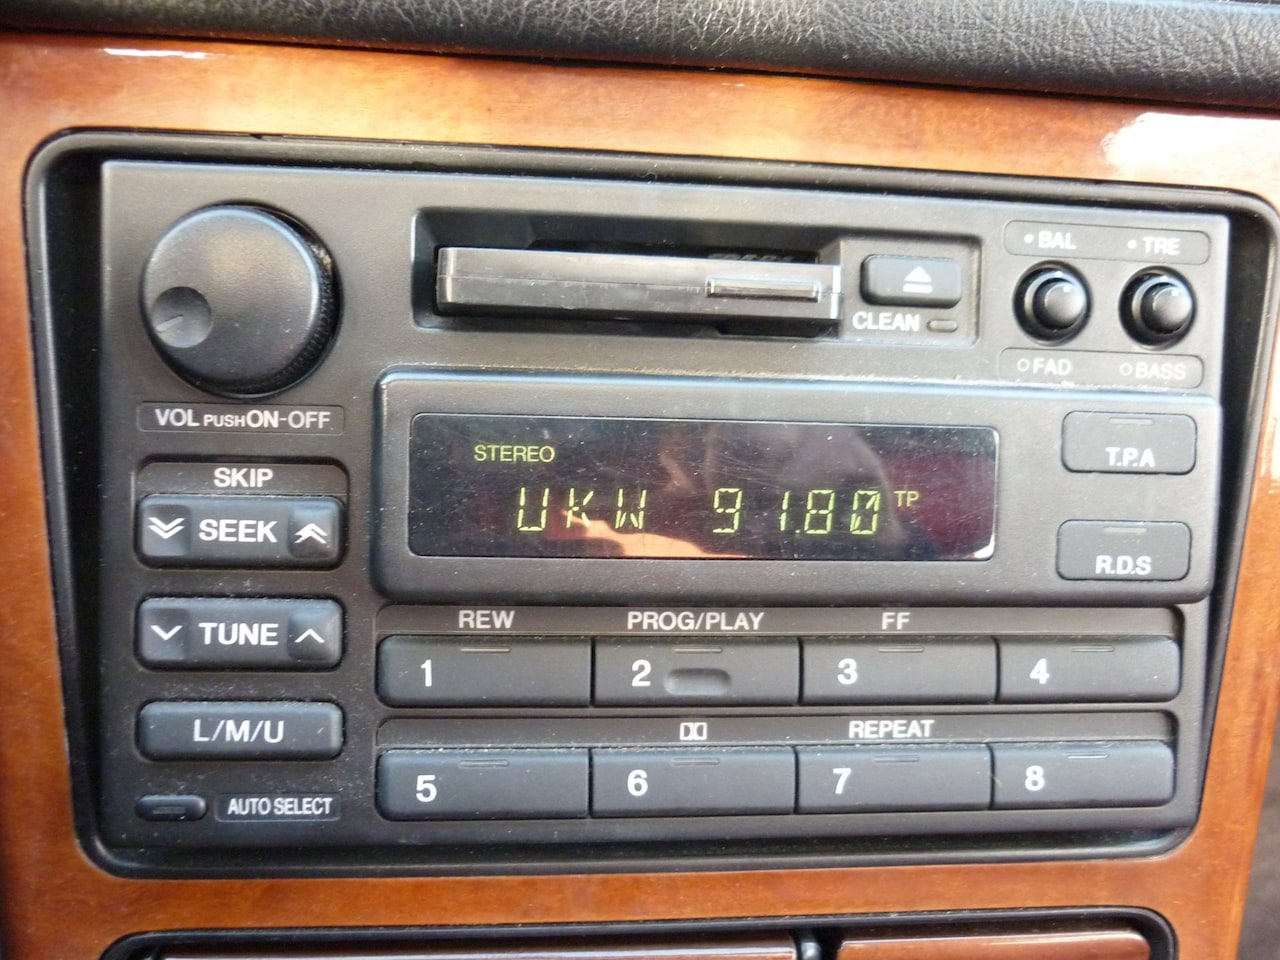 BAL TRE
CLEAN
FAD BASS
VOL PUSH ON-OFF
SKIP
SEEK
TUNE
L/M/U
AUTO SELECT
STEREO
UKW 91.80 TP
T.P.A
R.D.S
REW PROG/PLAY FF
1 2 3 4
REPEAT
5 6 7 8